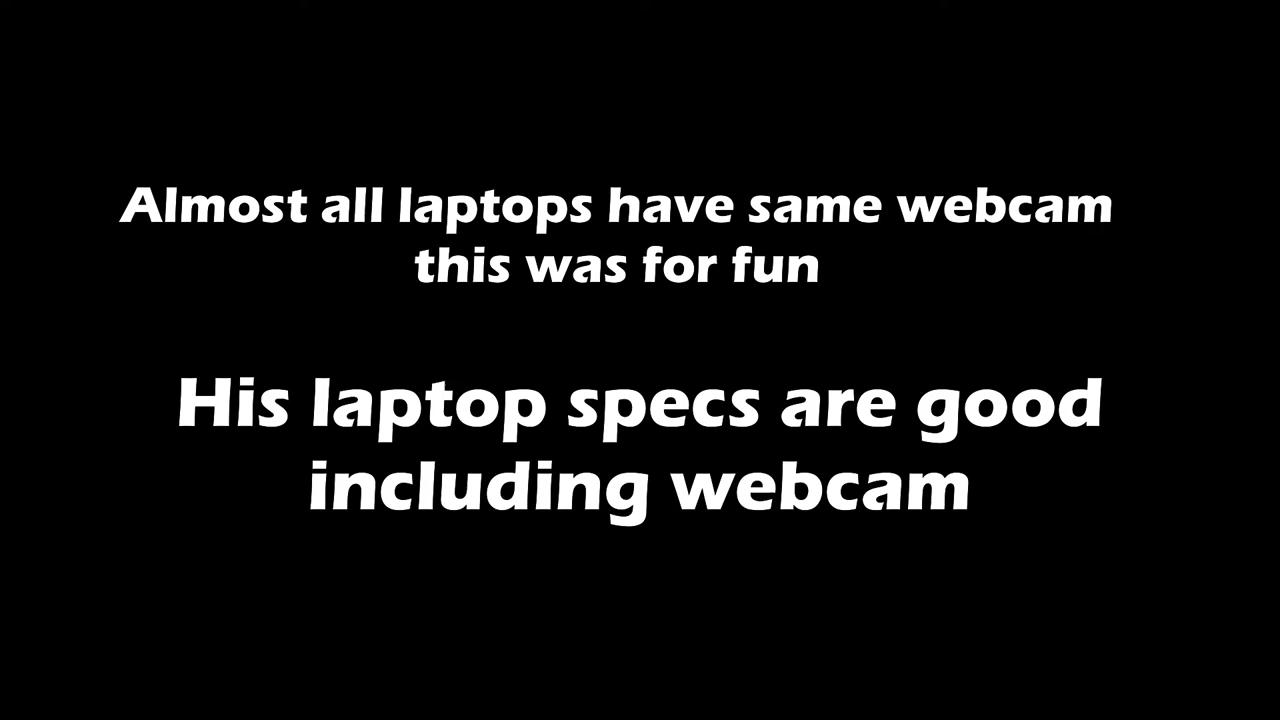 Almost all laptops have same webcam
this was for fun
His laptop specs are good
including webcam